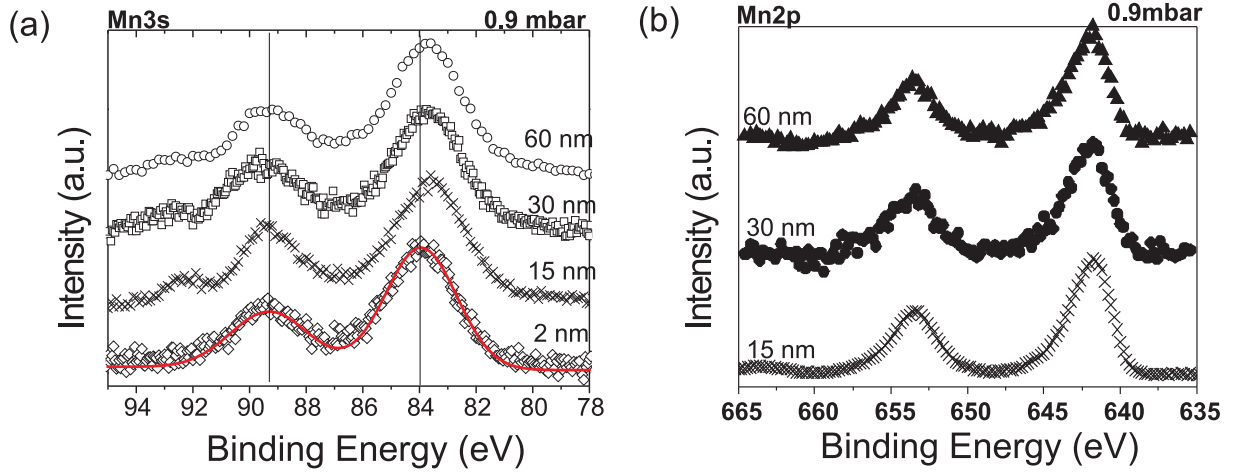 (a)
Mn3s 0.9 mbar
60 nm
30 nm
15 nm
2 nm
Intensity (a.u.)
94 92 90 88 86 84 82 80 78
Binding Energy (eV)
(b)
Mn2p 0.9mbar
60 nm
30 nm
15 nm
Intensity (a.u.)
665 660 655 650 645 640 635
Binding Energy (eV)